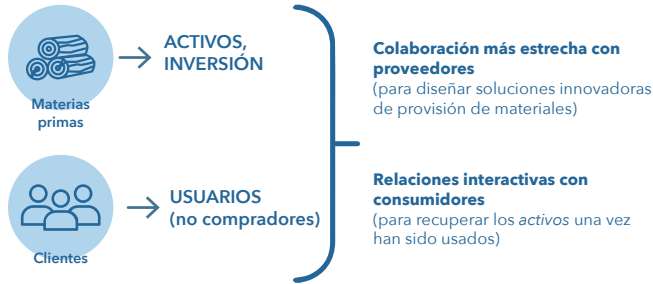 Materias
primas
ACTIVOS,
INVERSIÓN
Clientes
USUARIOS
(no compradores)
Colaboración más estrecha con
proveedores
(para diseñar soluciones innovadoras
de provisión de materiales)
Relaciones interactivas con
consumidores
(para recuperar los activos una vez
han sido usados)